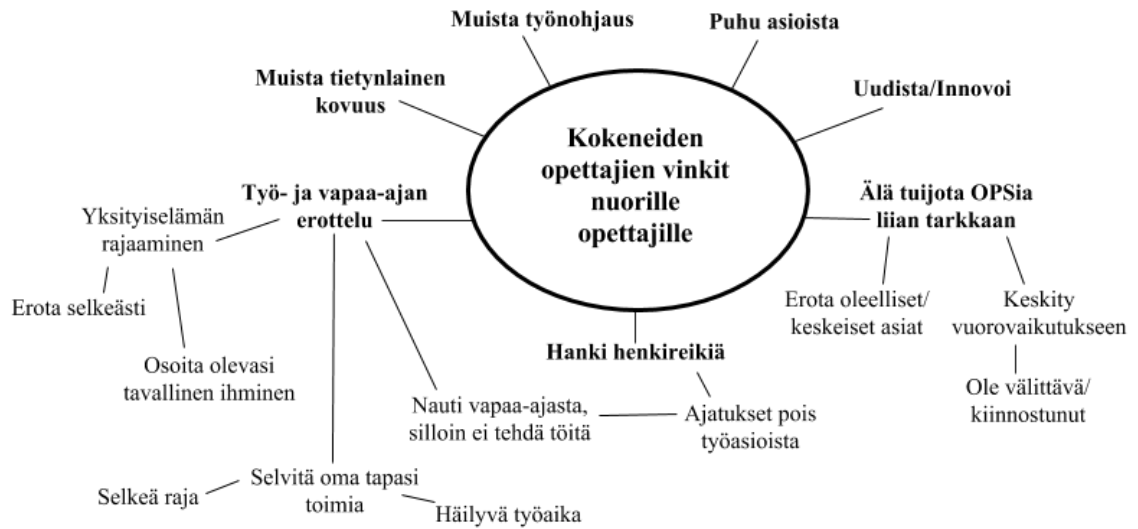 Muista työnohjaus
Puhu asioista
Muista tietynlainen
kovuus
Uudista/Innovoi
Kokeneiden
opettajien vinkit
nuorille
opettajille
Työ- ja vapaa-ajan
erottelu
Älä tuijota OPSia
liian tarkkaan
Yksityiselämän
rajaaminen
Erota selkeästi
Osoita olevasi
tavallinen ihminen
Erota oleelliset/
keskeiset asiat
Keskity
vuorovaikutukseen
Ole välittävä/
kiinnostunut
Hanki henkireikiä
Nauti vapaa-ajasta,
silloin ei tehdä töitä
Ajatukset pois
työasioista
Selvitä oma tapasi
toimia
Selkeä raja
Häilyvä työaika